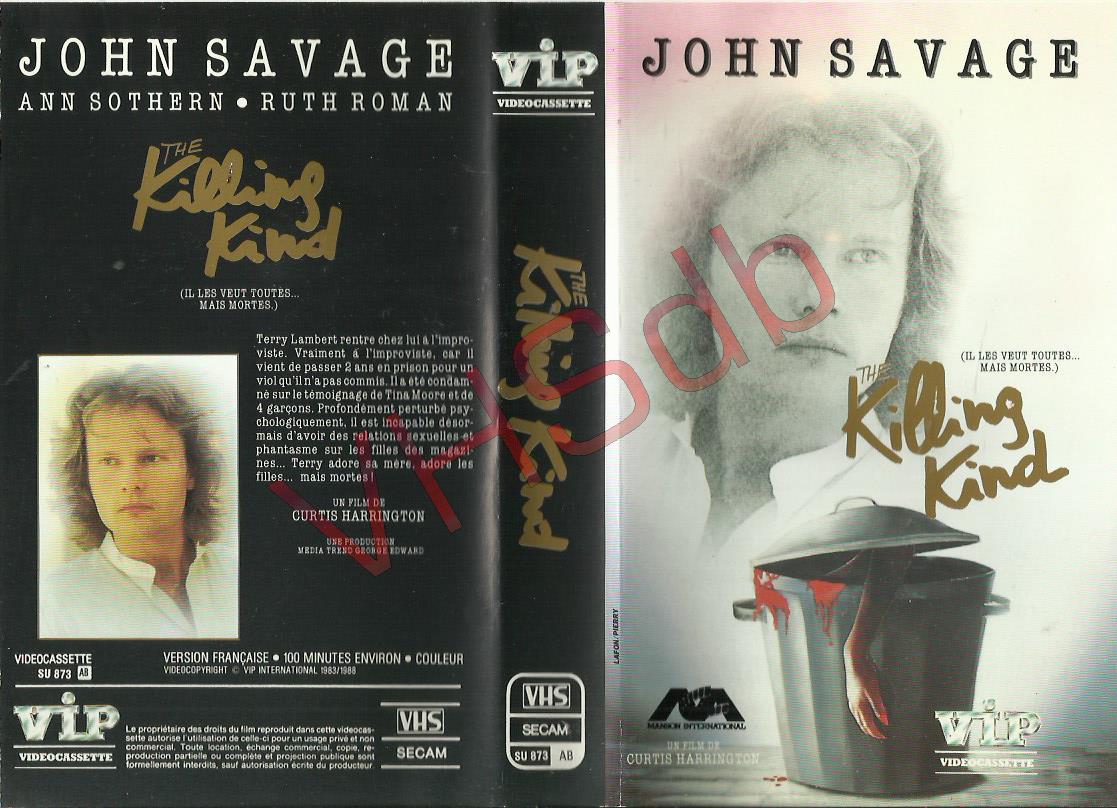 JOHN SAVAGE
ANN SOTHERN • RUTH ROMAN
THE
Killing
Kind
(IL LES VEUT TOUTES...
MAIS MORTES.)
Terry Lambert rentre chez lui à l'impro-
viste. Vraiment à l'improviste, car il
vient de passer 2 ans en prison pour un
viol qu'il n'a pas commis. Il a été condam-
né sur le témoignage de Tina Moore et de
4 garçons. Profondément perturbé psy-
chologiquement, il est incapable désor-
mais d'avoir des relations sexuelles et
phantasme sur les filles des magazi-
nes... Terry adore sa mère, adore les
filles... mais mortes !
UN FILM DE
CURTIS HARRINGTON
UNE PRODUCTION
MEDIA TREND GEORGE EDWARD
VIDEOCASSETTE
SU 873 AB
VERSION FRANÇAISE • 100 MINUTES ENVIRON • COULEUR
VIDEOCOPYRIGHT © VIP INTERNATIONAL 1983/1988
ViP
VIDEOCASSETTE
Le propriétaire des droits du film reproduit dans cette videocas-
sette autorise l'utilisation de celle-ci pour un usage privé et non
commercial. Toute location, échange commercial, copie, re-
production partielle ou complète et projection publique sont
formellement interdits, sauf autorisation écrite du producteur.
VHS
SECAM
ViP
VIDEOCASSETTE
THE
Killing Kind
VHS
SECAM
SU 873 AB
JOHN SAVAGE
(IL LES VEUT TOUTES...
MAIS MORTES.)
THE
Killing
Kind
LAFON/PIERRY
MANSON INTERNATIONAL
UN FILM DE
CURTIS HARRINGTON
ViP
VIDEOCASSETTE
VHSdb